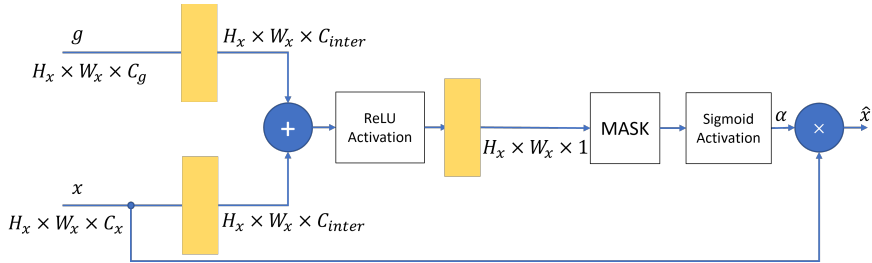 g
H_x × W_x × C_g
H_x × W_x × C_inter
+
ReLU
Activation
H_x × W_x × 1
MASK
Sigmoid
Activation
α
×
x̂
x
H_x × W_x × C_x
H_x × W_x × C_inter